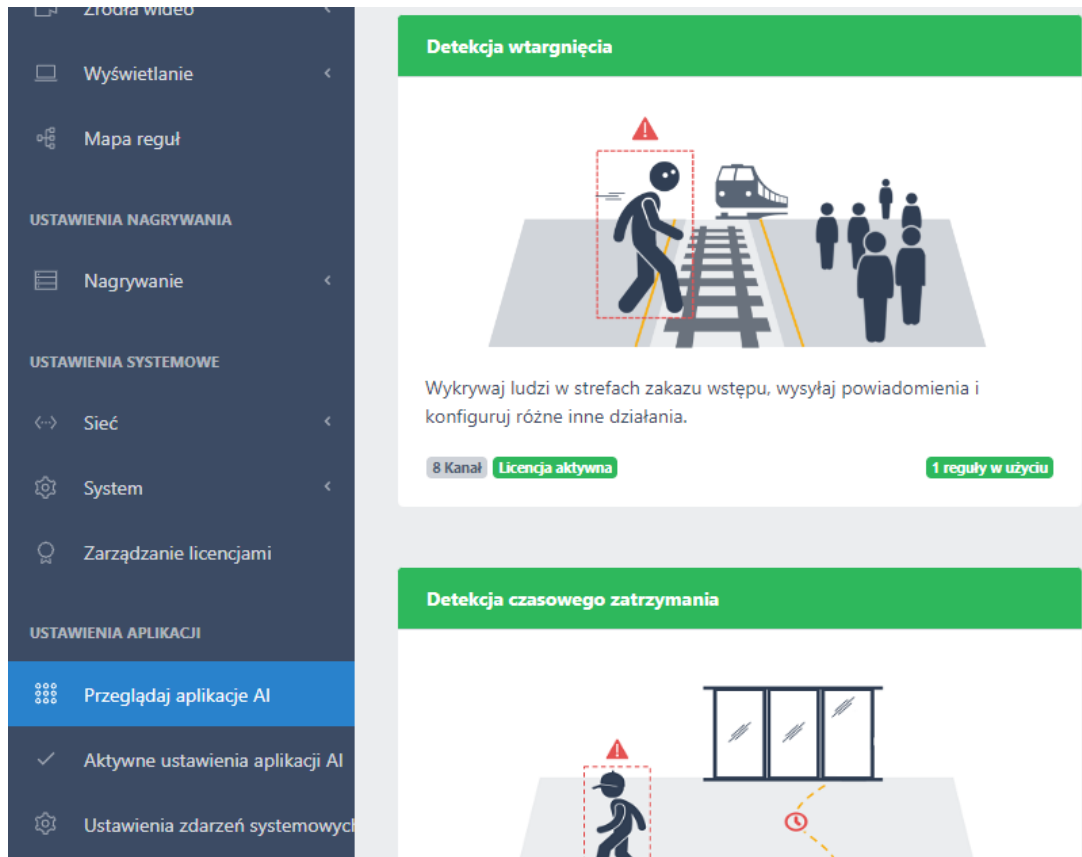 Źródła wideo
Wyświetlanie
Mapa reguł
USTAWIENIA NAGRYWANIA
Nagrywanie
USTAWIENIA SYSTEMOWE
Sieć
System
Zarządzanie licencjami
USTAWIENIA APLIKACJI
Przeglądaj aplikacje AI
Aktywne ustawienia aplikacji AI
Ustawienia zdarzeń systemowych
Detekcja wtargnięcia
Wykrywaj ludzi w strefach zakazu wstępu, wysyłaj powiadomienia i
konfiguruj różne inne działania.
8 Kanał Licencja aktywna 1 reguły w użyciu
Detekcja czasowego zatrzymania